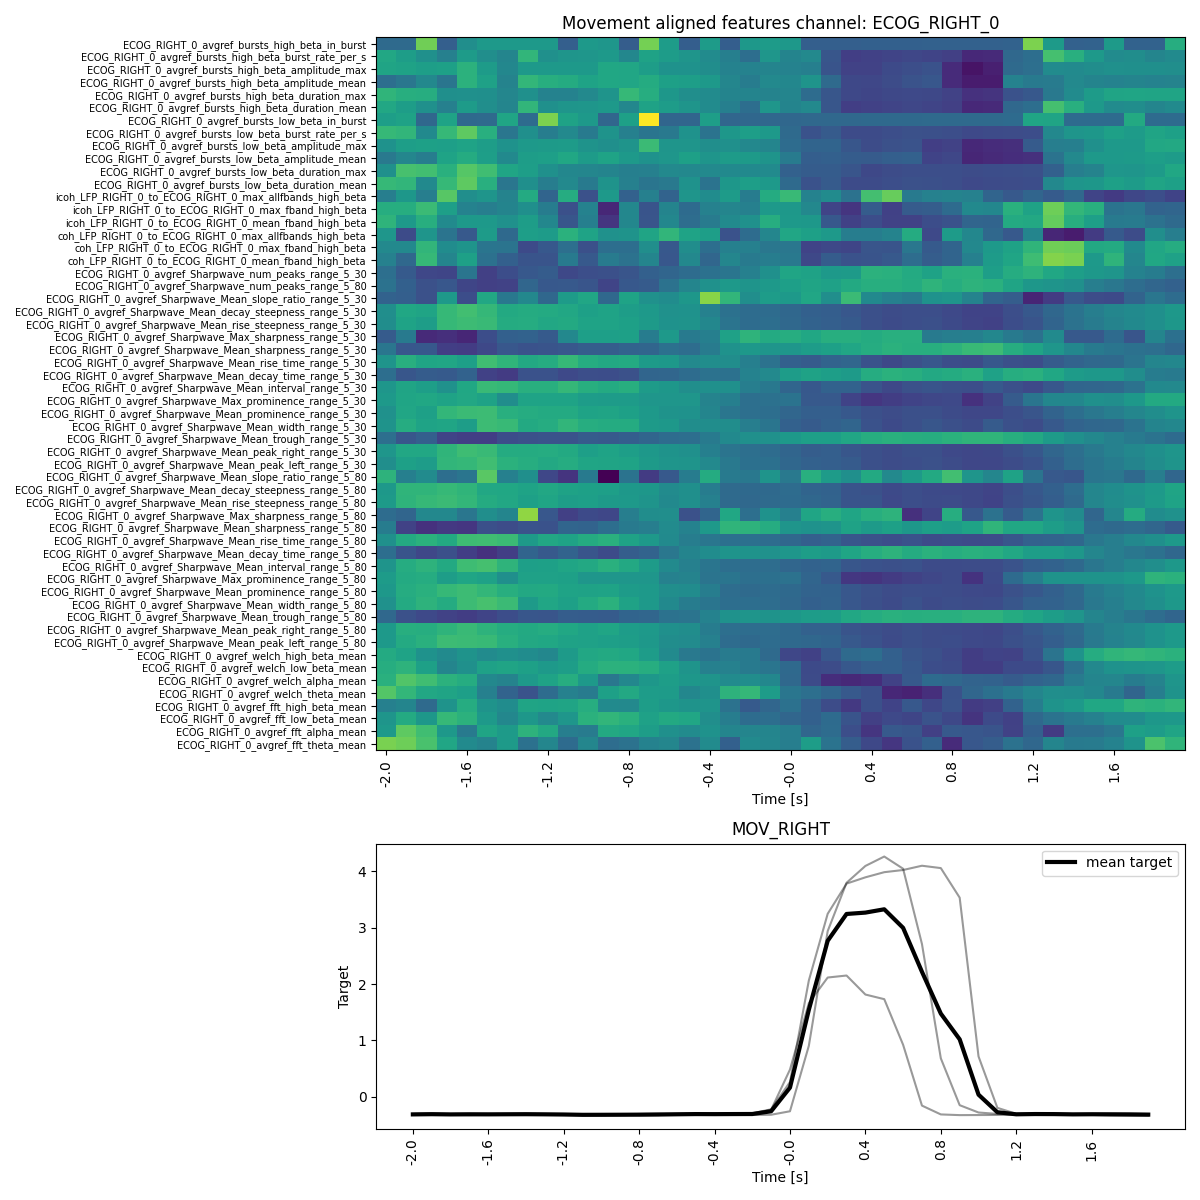 Movement aligned features channel: ECOG_RIGHT_0
ECOG_RIGHT_0_avgref_bursts_high_beta_in_burst
ECOG_RIGHT_0_avgref_bursts_high_beta_burst_rate_per_s
ECOG_RIGHT_0_avgref_bursts_high_beta_amplitude_max
ECOG_RIGHT_0_avgref_bursts_high_beta_amplitude_mean
ECOG_RIGHT_0_avgref_bursts_high_beta_duration_max
ECOG_RIGHT_0_avgref_bursts_high_beta_duration_mean
ECOG_RIGHT_0_avgref_bursts_low_beta_in_burst
ECOG_RIGHT_0_avgref_bursts_low_beta_burst_rate_per_s
ECOG_RIGHT_0_avgref_bursts_low_beta_amplitude_max
ECOG_RIGHT_0_avgref_bursts_low_beta_amplitude_mean
ECOG_RIGHT_0_avgref_bursts_low_beta_duration_max
ECOG_RIGHT_0_avgref_bursts_low_beta_duration_mean
icoh_LFP_RIGHT_0_to_ECOG_RIGHT_0_max_allfbands_high_beta
icoh_LFP_RIGHT_0_to_ECOG_RIGHT_0_max_fband_high_beta
icoh_LFP_RIGHT_0_to_ECOG_RIGHT_0_mean_fband_high_beta
coh_LFP_RIGHT_0_to_ECOG_RIGHT_0_max_allfbands_high_beta
coh_LFP_RIGHT_0_to_ECOG_RIGHT_0_max_fband_high_beta
coh_LFP_RIGHT_0_to_ECOG_RIGHT_0_mean_fband_high_beta
ECOG_RIGHT_0_avgref_Sharpwave_num_peaks_range_5_30
ECOG_RIGHT_0_avgref_Sharpwave_num_peaks_range_5_80
ECOG_RIGHT_0_avgref_Sharpwave_Mean_slope_ratio_range_5_30
ECOG_RIGHT_0_avgref_Sharpwave_Mean_decay_steepness_range_5_30
ECOG_RIGHT_0_avgref_Sharpwave_Mean_rise_steepness_range_5_30
ECOG_RIGHT_0_avgref_Sharpwave_Max_sharpness_range_5_30
ECOG_RIGHT_0_avgref_Sharpwave_Mean_sharpness_range_5_30
ECOG_RIGHT_0_avgref_Sharpwave_Mean_rise_time_range_5_30
ECOG_RIGHT_0_avgref_Sharpwave_Mean_decay_time_range_5_30
ECOG_RIGHT_0_avgref_Sharpwave_Mean_interval_range_5_30
ECOG_RIGHT_0_avgref_Sharpwave_Max_prominence_range_5_30
ECOG_RIGHT_0_avgref_Sharpwave_Mean_prominence_range_5_30
ECOG_RIGHT_0_avgref_Sharpwave_Mean_width_range_5_30
ECOG_RIGHT_0_avgref_Sharpwave_Mean_trough_range_5_30
ECOG_RIGHT_0_avgref_Sharpwave_Mean_peak_right_range_5_30
ECOG_RIGHT_0_avgref_Sharpwave_Mean_peak_left_range_5_30
ECOG_RIGHT_0_avgref_Sharpwave_Mean_slope_ratio_range_5_80
ECOG_RIGHT_0_avgref_Sharpwave_Mean_decay_steepness_range_5_80
ECOG_RIGHT_0_avgref_Sharpwave_Mean_rise_steepness_range_5_80
ECOG_RIGHT_0_avgref_Sharpwave_Max_sharpness_range_5_80
ECOG_RIGHT_0_avgref_Sharpwave_Mean_sharpness_range_5_80
ECOG_RIGHT_0_avgref_Sharpwave_Mean_rise_time_range_5_80
ECOG_RIGHT_0_avgref_Sharpwave_Mean_decay_time_range_5_80
ECOG_RIGHT_0_avgref_Sharpwave_Mean_interval_range_5_80
ECOG_RIGHT_0_avgref_Sharpwave_Max_prominence_range_5_80
ECOG_RIGHT_0_avgref_Sharpwave_Mean_prominence_range_5_80
ECOG_RIGHT_0_avgref_Sharpwave_Mean_width_range_5_80
ECOG_RIGHT_0_avgref_Sharpwave_Mean_trough_range_5_80
ECOG_RIGHT_0_avgref_Sharpwave_Mean_peak_right_range_5_80
ECOG_RIGHT_0_avgref_Sharpwave_Mean_peak_left_range_5_80
ECOG_RIGHT_0_avgref_welch_high_beta_mean
ECOG_RIGHT_0_avgref_welch_low_beta_mean
ECOG_RIGHT_0_avgref_welch_alpha_mean
ECOG_RIGHT_0_avgref_welch_theta_mean
ECOG_RIGHT_0_avgref_fft_high_beta_mean
ECOG_RIGHT_0_avgref_fft_low_beta_mean
ECOG_RIGHT_0_avgref_fft_alpha_mean
ECOG_RIGHT_0_avgref_fft_theta_mean
-2.0 -1.6 -1.2 -0.8 -0.4 -0.0 0.4 0.8 1.2 1.6
Time [s]
MOV_RIGHT
mean target
4
3
2
1
0
Target
-2.0 -1.6 -1.2 -0.8 -0.4 -0.0 0.4 0.8 1.2 1.6
Time [s]